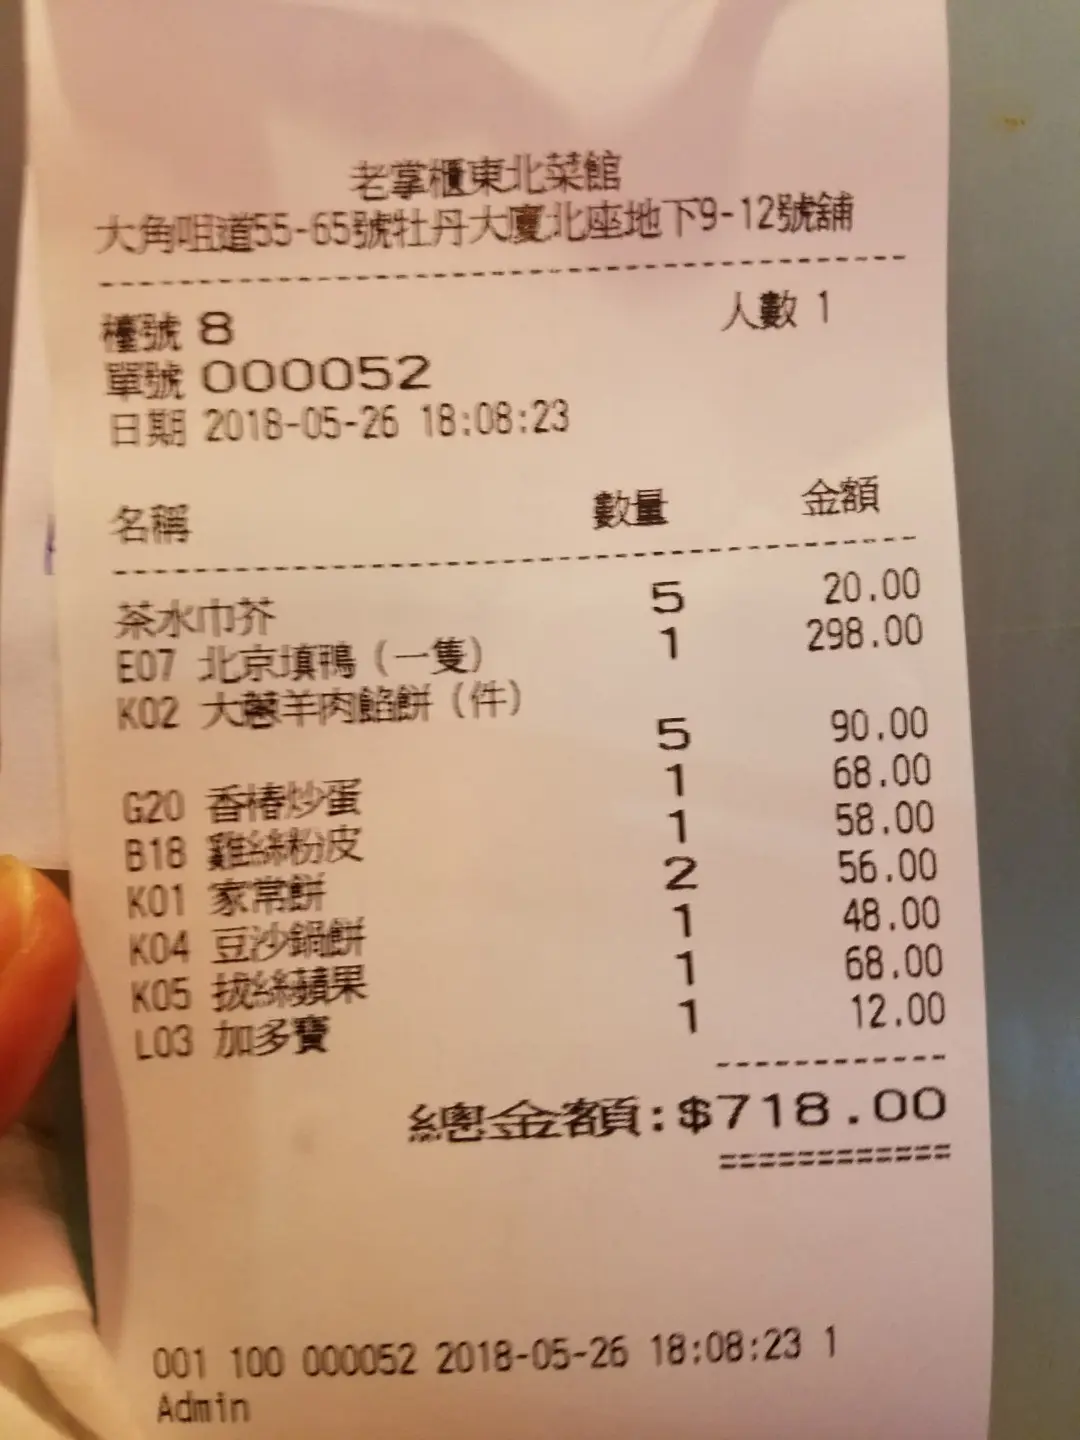 老掌櫃東北菜館
大角咀道55-65號牡丹大廈北座地下9-12號舖
檯號 8 人數 1
單號 000052
日期 2018-05-26 18:08:23
名稱 數量 金額
茶水巾芥 5 20.00
E07 北京填鴨（一隻） 1 298.00
K02 大蔥羊肉餡餅（件）
5 90.00
G20 香椿炒蛋 1 68.00
B18 雞絲粉皮 1 58.00
K01 家常餅 2 56.00
K04 豆沙鍋餅 1 48.00
K05 拔絲蘋果 1 68.00
L03 加多寶 1 12.00
總金額:$718.00
001 100 000052 2018-05-26 18:08:23 1
Admin